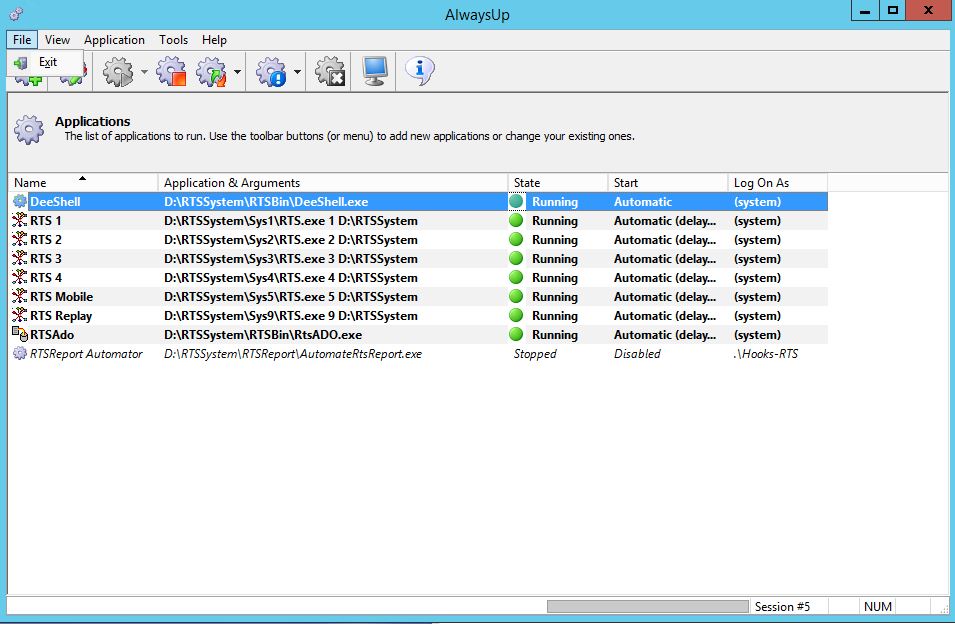 AlwaysUp
File View Application Tools Help
Exit
Applications
The list of applications to run. Use the toolbar buttons (or menu) to add new applications or change your existing ones.
Name Application & Arguments State Start Log On As
DeeShell D:\RTSSystem\RTSBin\DeeShell.exe Running Automatic (system)
RTS 1 D:\RTSSystem\Sys1\RTS.exe 1 D:\RTSSystem Running Automatic (delay... (system)
RTS 2 D:\RTSSystem\Sys2\RTS.exe 2 D:\RTSSystem Running Automatic (delay... (system)
RTS 3 D:\RTSSystem\Sys3\RTS.exe 3 D:\RTSSystem Running Automatic (delay... (system)
RTS 4 D:\RTSSystem\Sys4\RTS.exe 4 D:\RTSSystem Running Automatic (delay... (system)
RTS Mobile D:\RTSSystem\Sys5\RTS.exe 5 D:\RTSSystem Running Automatic (delay... (system)
RTS Replay D:\RTSSystem\Sys9\RTS.exe 9 D:\RTSSystem Running Automatic (delay... (system)
RTSAdo D:\RTSSystem\RTSBin\RtsADO.exe Running Automatic (delay... (system)
RTSReport Automator D:\RTSSystem\RTSReport\AutomateRtsReport.exe Stopped Disabled .\Hooks-RTS
Session #5 NUM